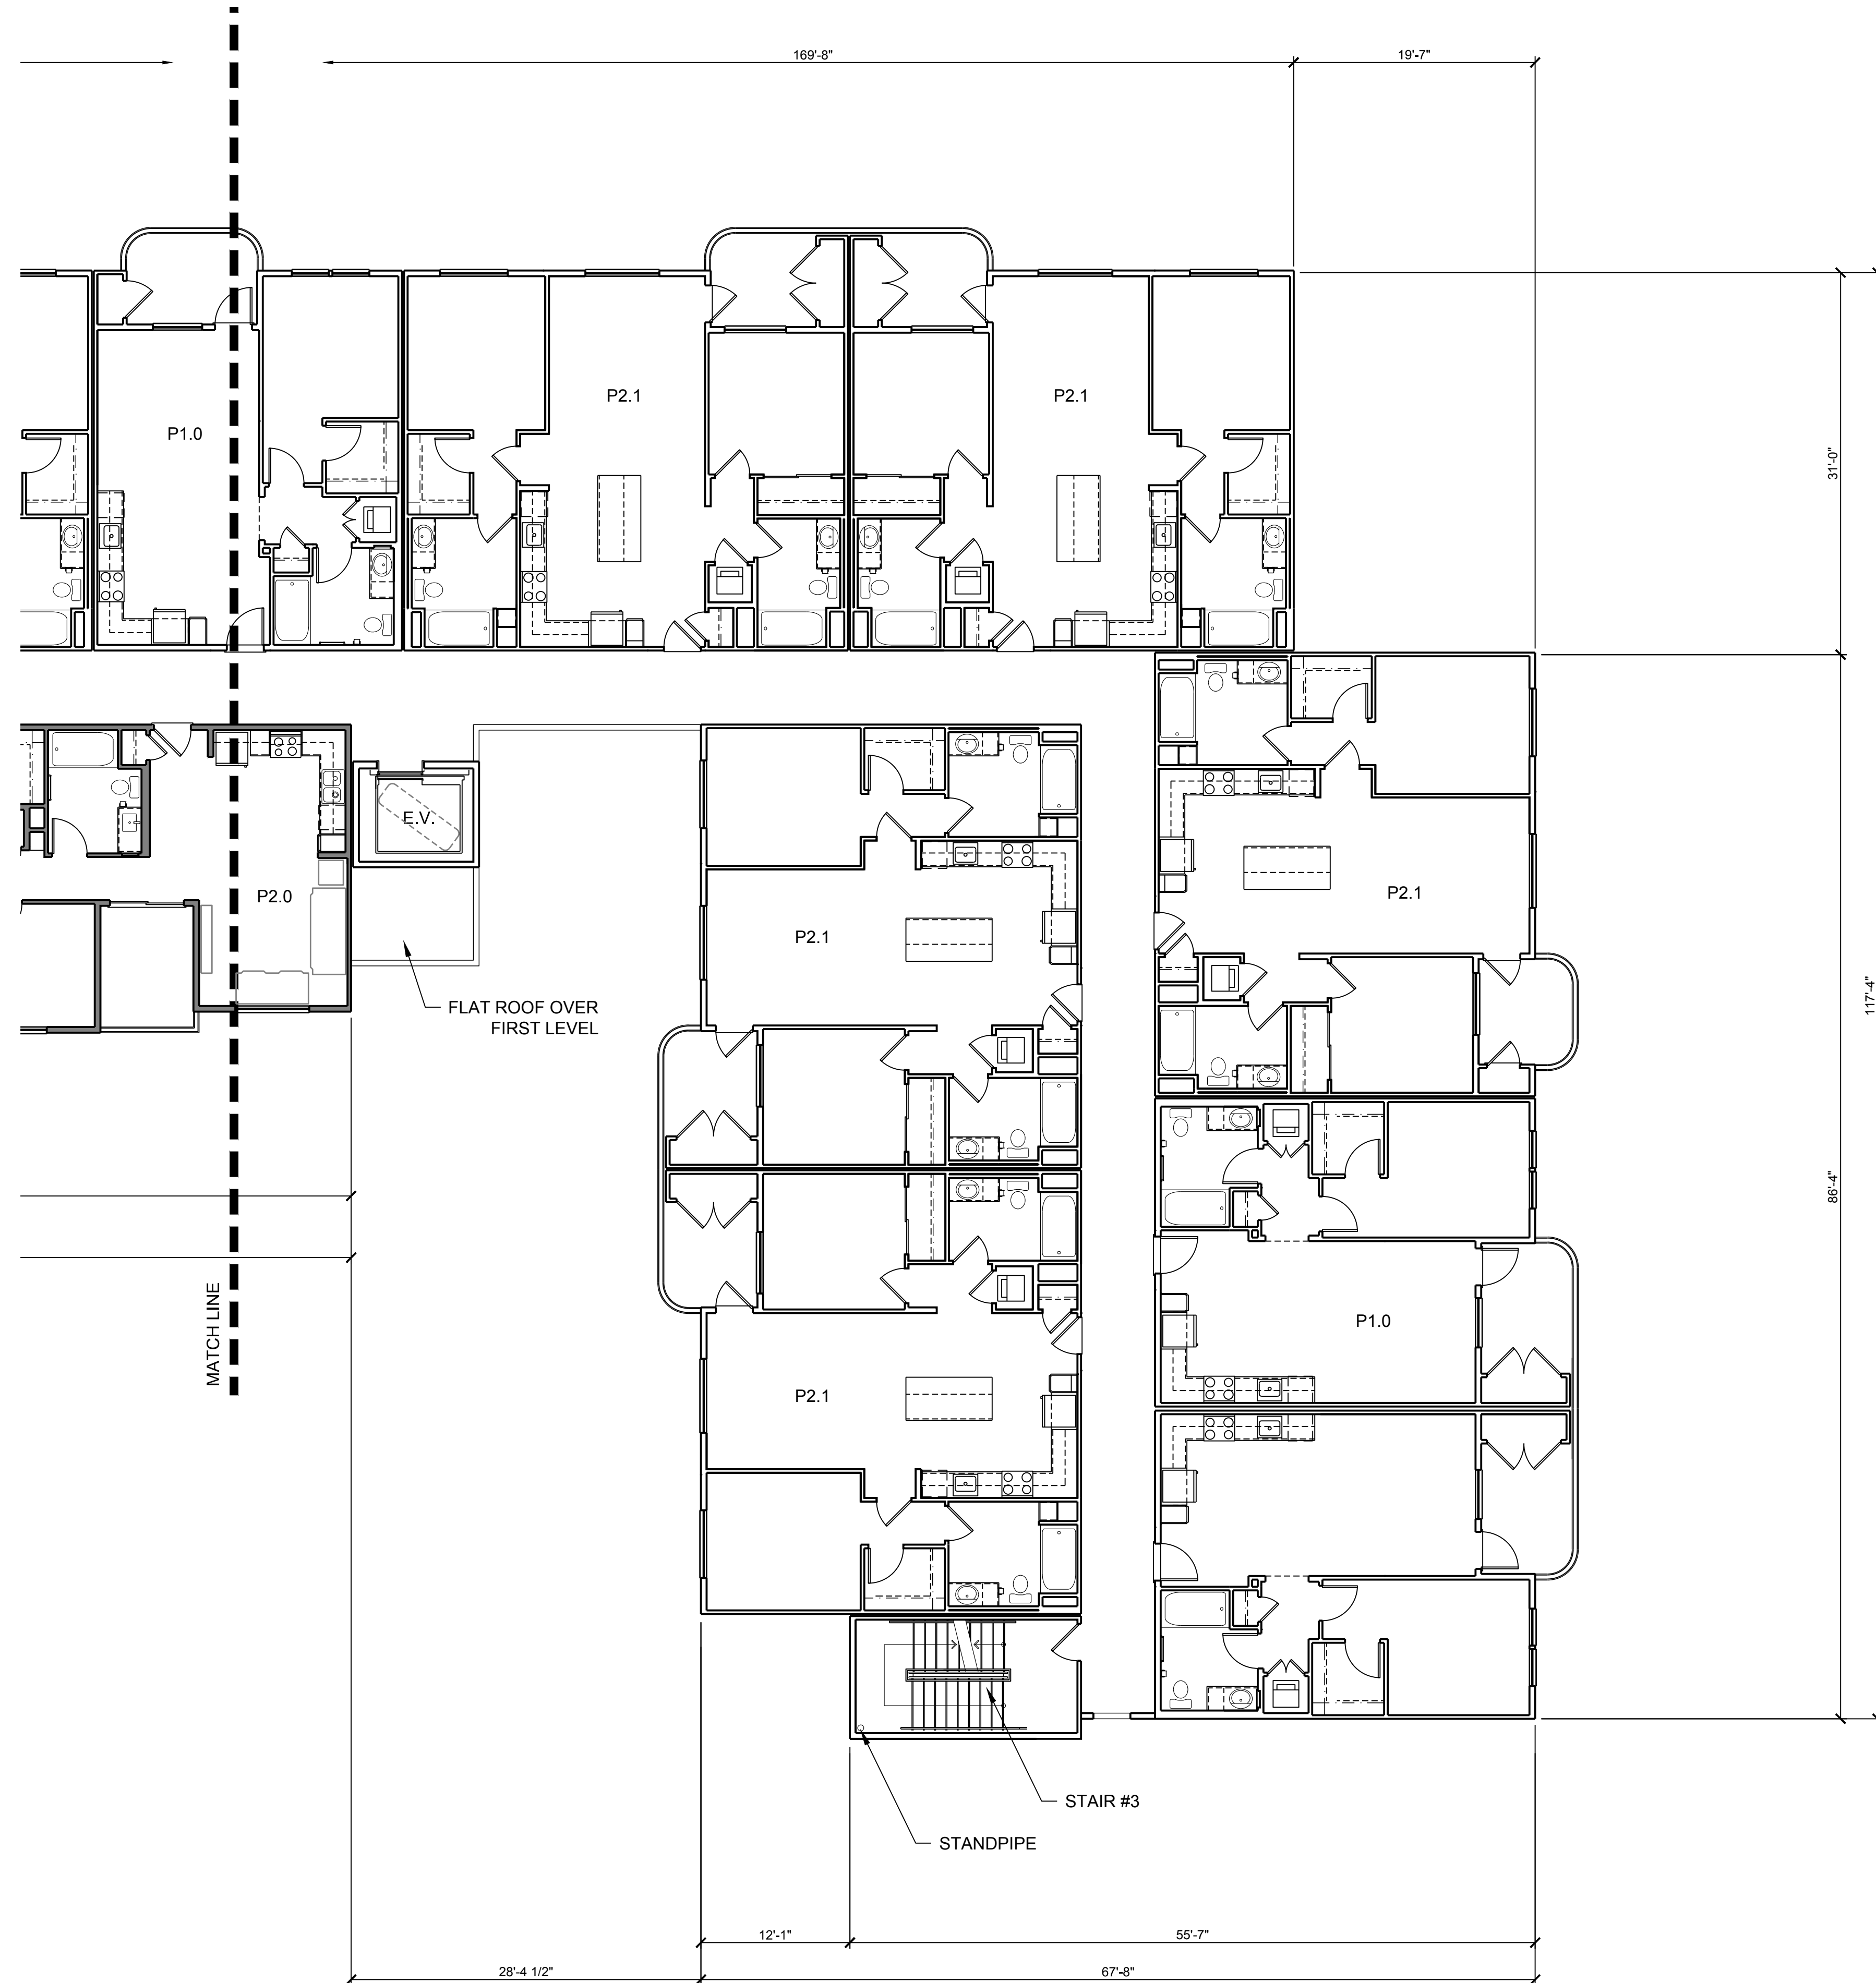 169'-8"
19'-7"
P2.1
P2.1
P1.0
31'-0"
E.V.
P2.0
P2.1
P2.1
FLAT ROOF OVER
FIRST LEVEL
117'-4"
86'-4"
MATCH LINE
P1.0
P2.1
STAIR #3
STANDPIPE
12'-1"
55'-7"
28'-4 1/2"
67'-8"